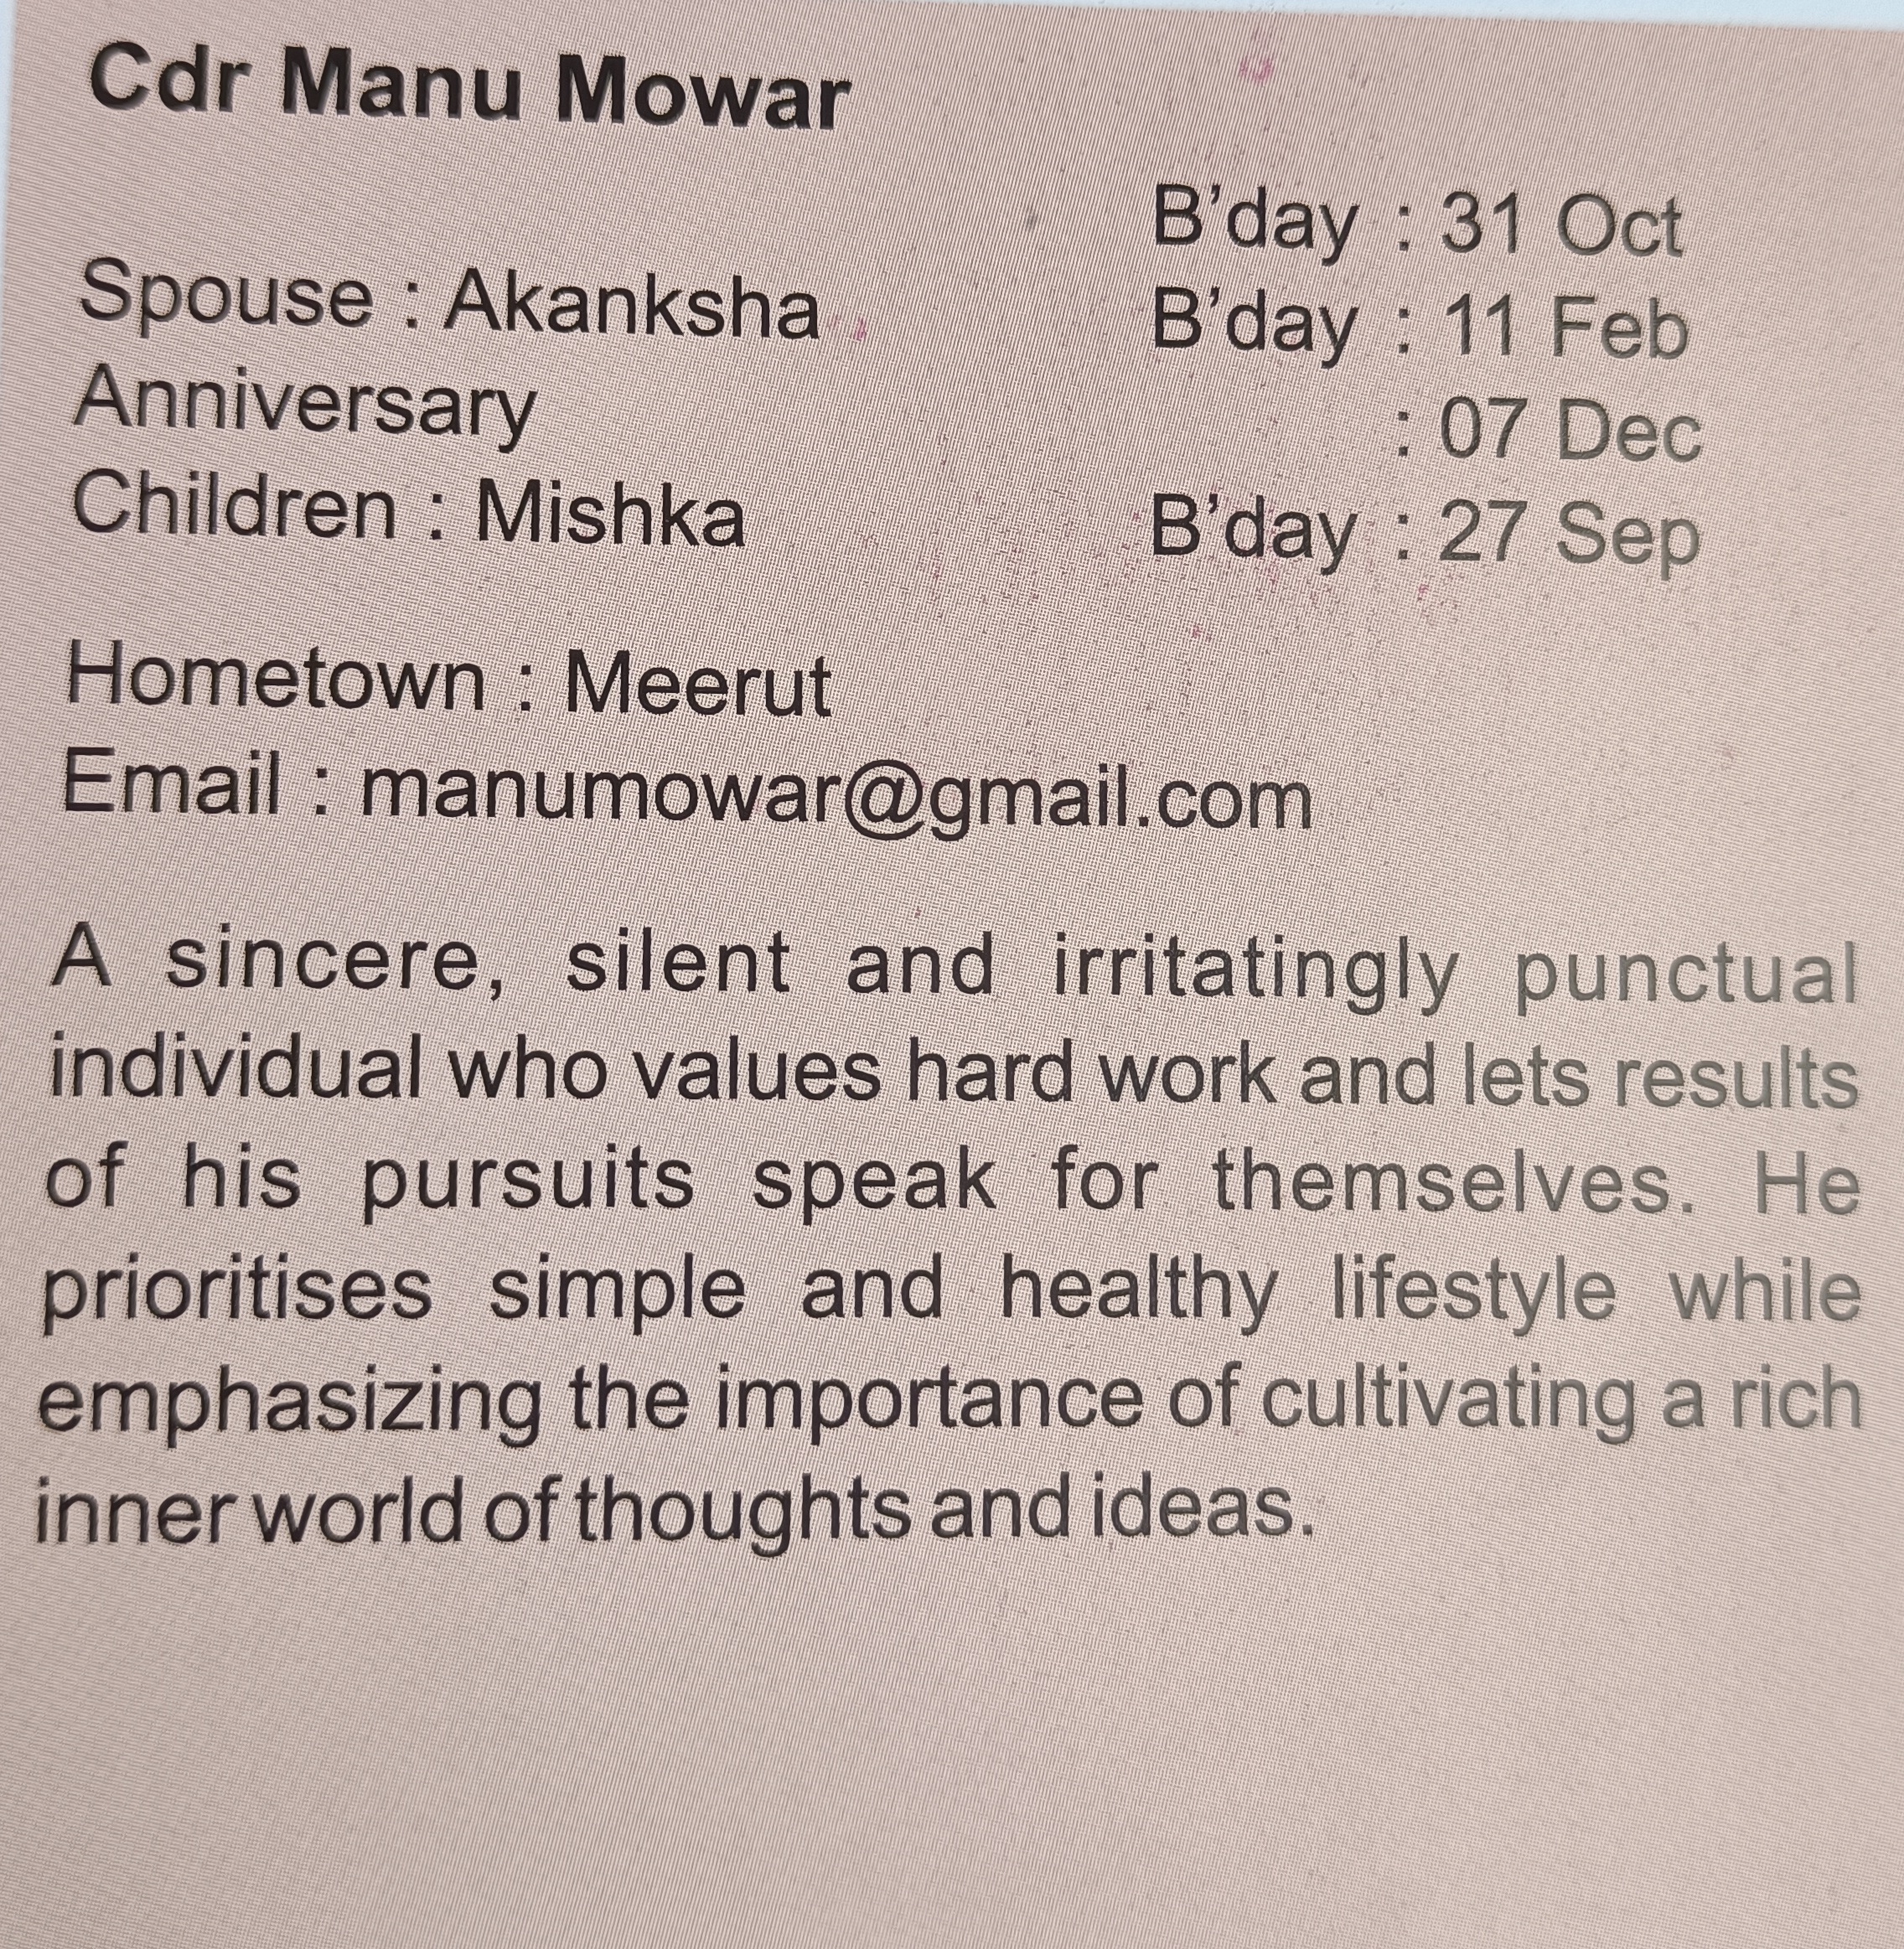 Cdr Manu Mowar
B'day : 31 Oct
Spouse : Akanksha B'day : 11 Feb
Anniversary : 07 Dec
Children : Mishka B'day : 27 Sep
Hometown : Meerut
Email : manumowar@gmail.com
A sincere, silent and irritatingly punctual
individual who values hard work and lets results
of his pursuits speak for themselves. He
prioritises simple and healthy lifestyle while
emphasizing the importance of cultivating a rich
inner world of thoughts and ideas.